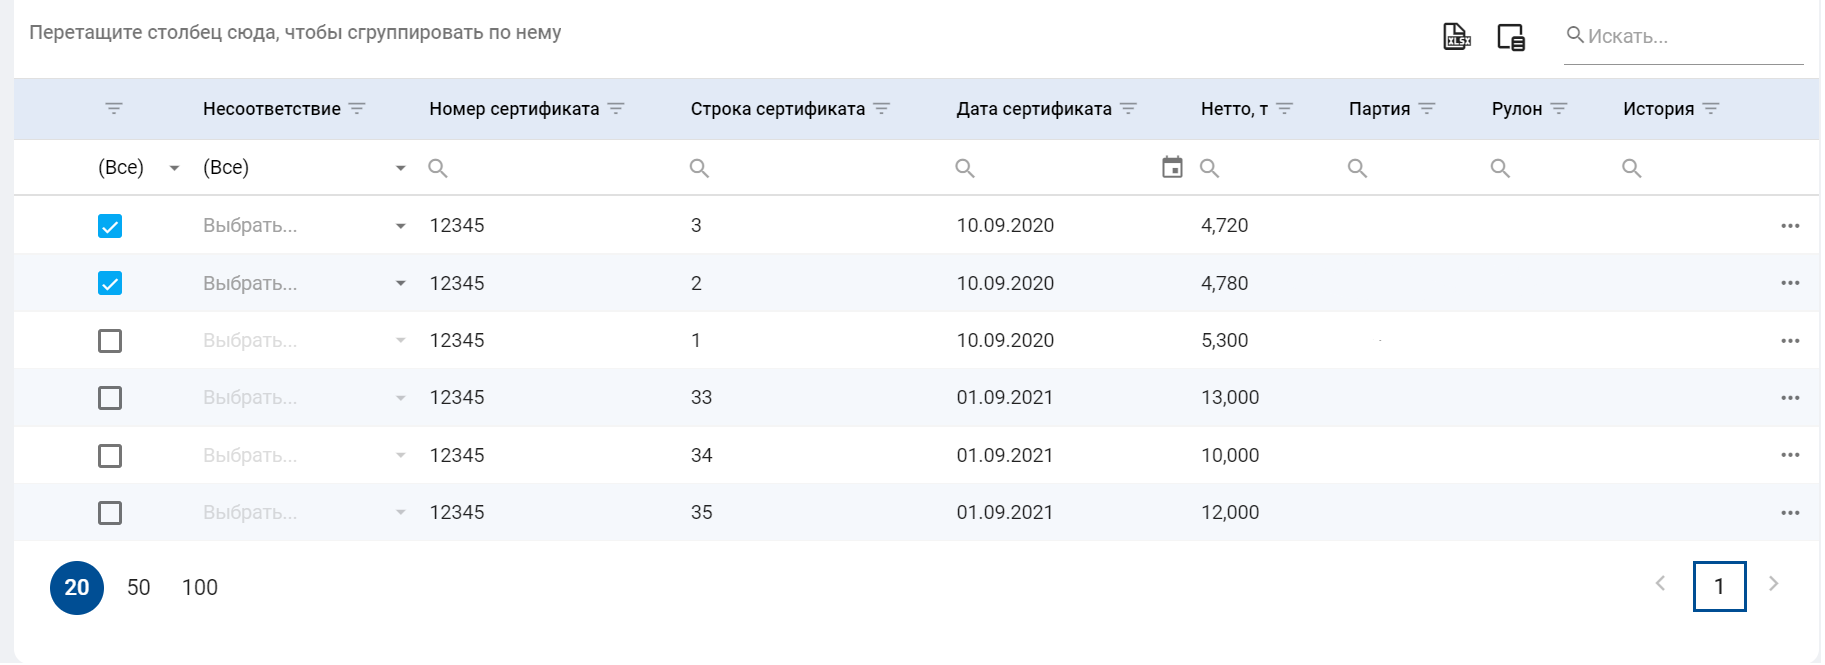 Перетащите столбец сюда, чтобы сгруппировать по нему
XLSX
Искать...
Несоответствие Номер сертификата Строка сертификата Дата сертификата Нетто, т Партия Рулон История
(Все) (Все)
Выбрать... 12345 3 10.09.2020 4,720
Выбрать... 12345 2 10.09.2020 4,780
Выбрать... 12345 1 10.09.2020 5,300
Выбрать... 12345 33 01.09.2021 13,000
Выбрать... 12345 34 01.09.2021 10,000
Выбрать... 12345 35 01.09.2021 12,000
20 50 100 1